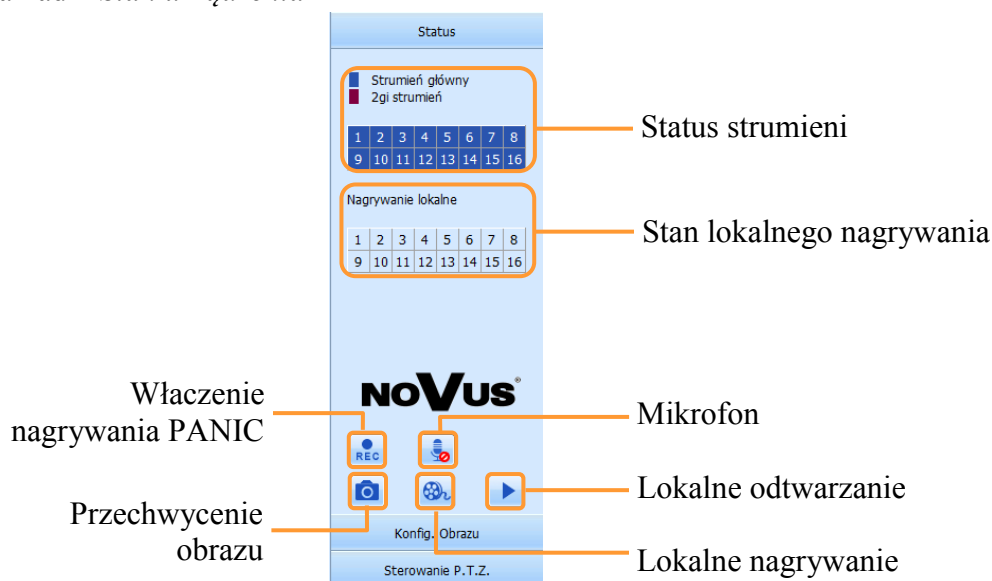 Status
Strumień główny
2gi strumień
1 2 3 4 5 6 7 8
9 10 11 12 13 14 15 16
Status strumieni
Nagrywanie lokalne
1 2 3 4 5 6 7 8
9 10 11 12 13 14 15 16
Stan lokalnego nagrywania
NOVUS®
Właczenie
nagrywania PANIC
REC
Mikrofon
Przechwycenie
obrazu
Lokalne odtwarzanie
Konfig. Obrazu
Lokalne nagrywanie
Sterowanie P.T.Z.